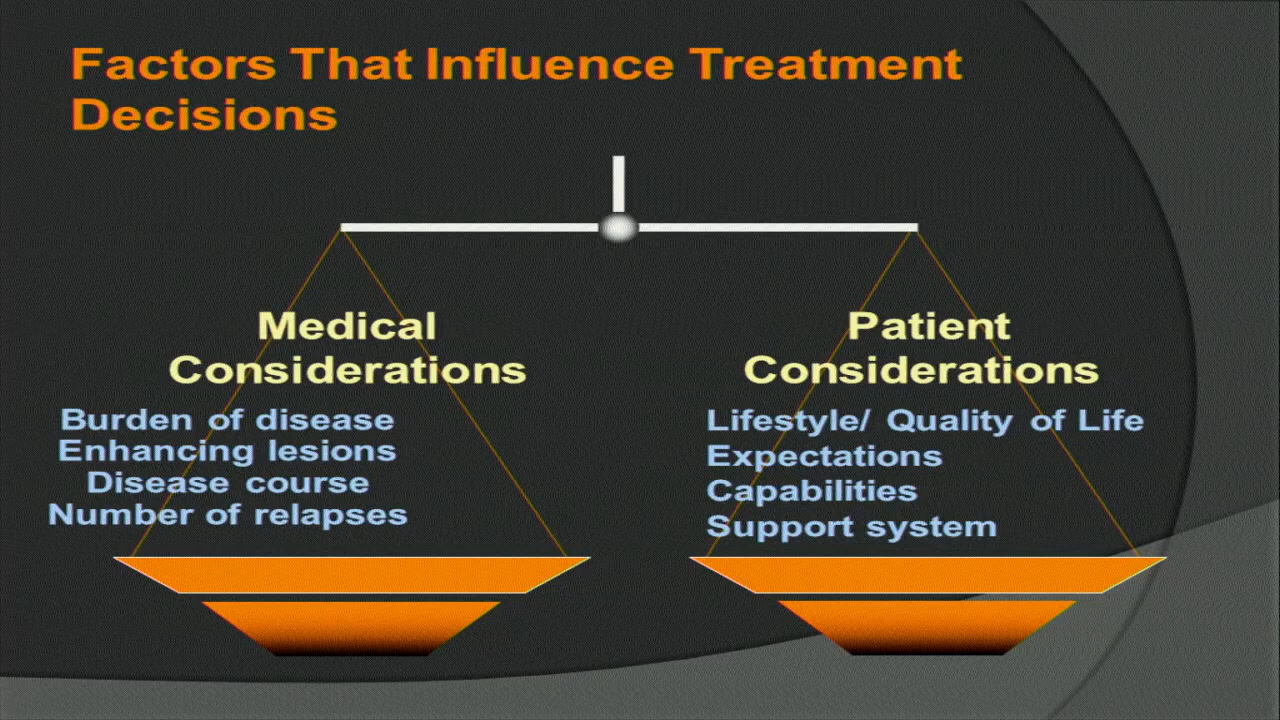 Factors That Influence Treatment
Decisions
Medical
Considerations
Burden of disease
Enhancing lesions
Disease course
Number of relapses
Patient
Considerations
Lifestyle/ Quality of Life
Expectations
Capabilities
Support system